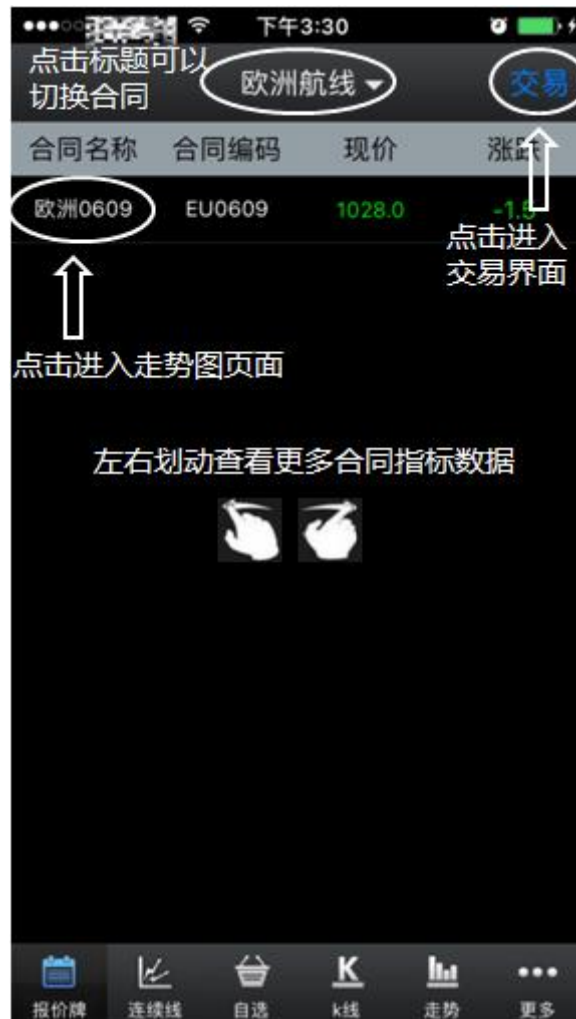 下午3:30
点击标题可以
切换合同
欧洲航线
交易
合同名称 合同编码 现价 涨跌
欧洲0609 EU0609 1028.0 -1.5
点击进入
交易界面
点击进入走势图页面
左右划动查看更多合同指标数据
报价牌 连续线 自选 k线 走势 更多